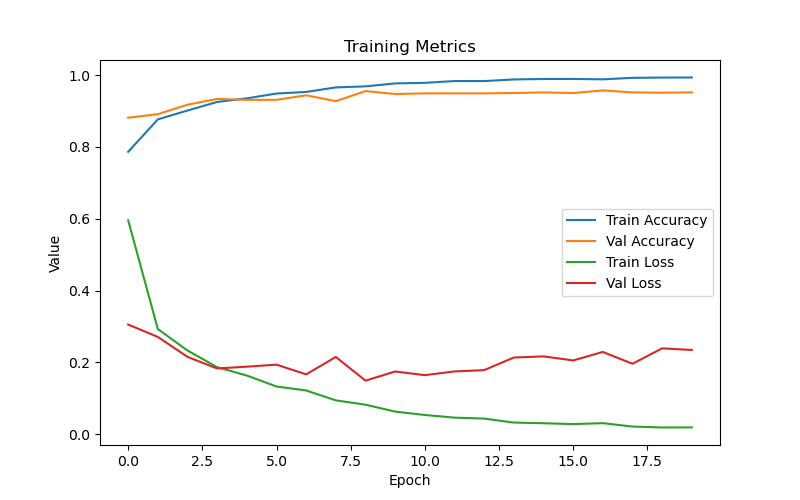 Training Metrics
1.0
0.8
0.6
0.4
0.2
0.0
Value
Train Accuracy
Val Accuracy
Train Loss
Val Loss
0.0 2.5 5.0 7.5 10.0 12.5 15.0 17.5
Epoch